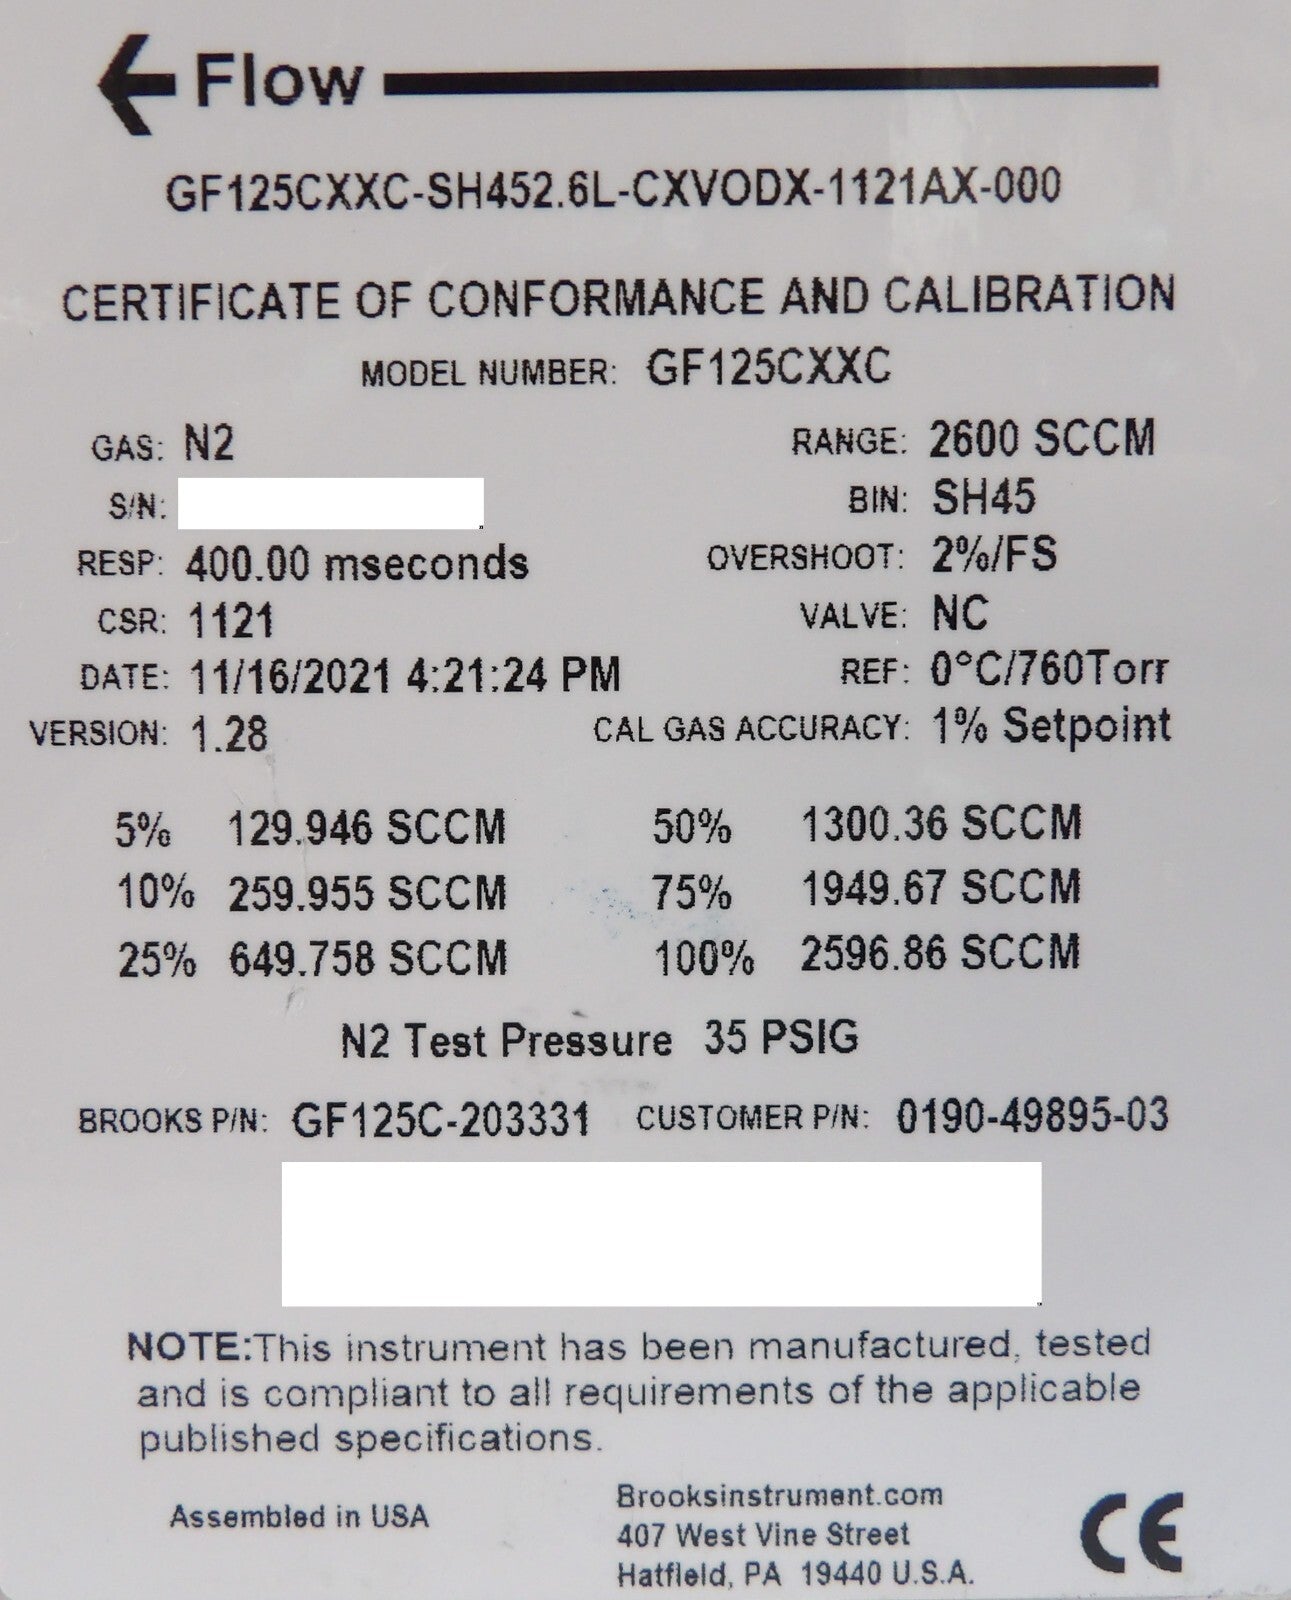 Flow
GF125CXXC-SH452.6L-CXVODX-1121AX-000
CERTIFICATE OF CONFORMANCE AND CALIBRATION
MODEL NUMBER: GF125CXXC
GAS: N2 RANGE: 2600 SCCM
S/N: BIN: SH45
RESP: 400.00 mseconds OVERSHOOT: 2%/FS
CSR: 1121 VALVE: NC
DATE: 11/16/2021 4:21:24 PM REF: 0°C/760Torr
VERSION: 1.28 CAL GAS ACCURACY: 1% Setpoint
5% 129.946 SCCM 50% 1300.36 SCCM
10% 259.955 SCCM 75% 1949.67 SCCM
25% 649.758 SCCM 100% 2596.86 SCCM
N2 Test Pressure 35 PSIG
BROOKS P/N: GF125C-203331 CUSTOMER P/N: 0190-49895-03
NOTE:This instrument has been manufactured, tested
and is compliant to all requirements of the applicable
published specifications.
Assembled in USA
Brooksinstrument.com
407 West Vine Street
Hatfield, PA 19440 U.S.A.
CE